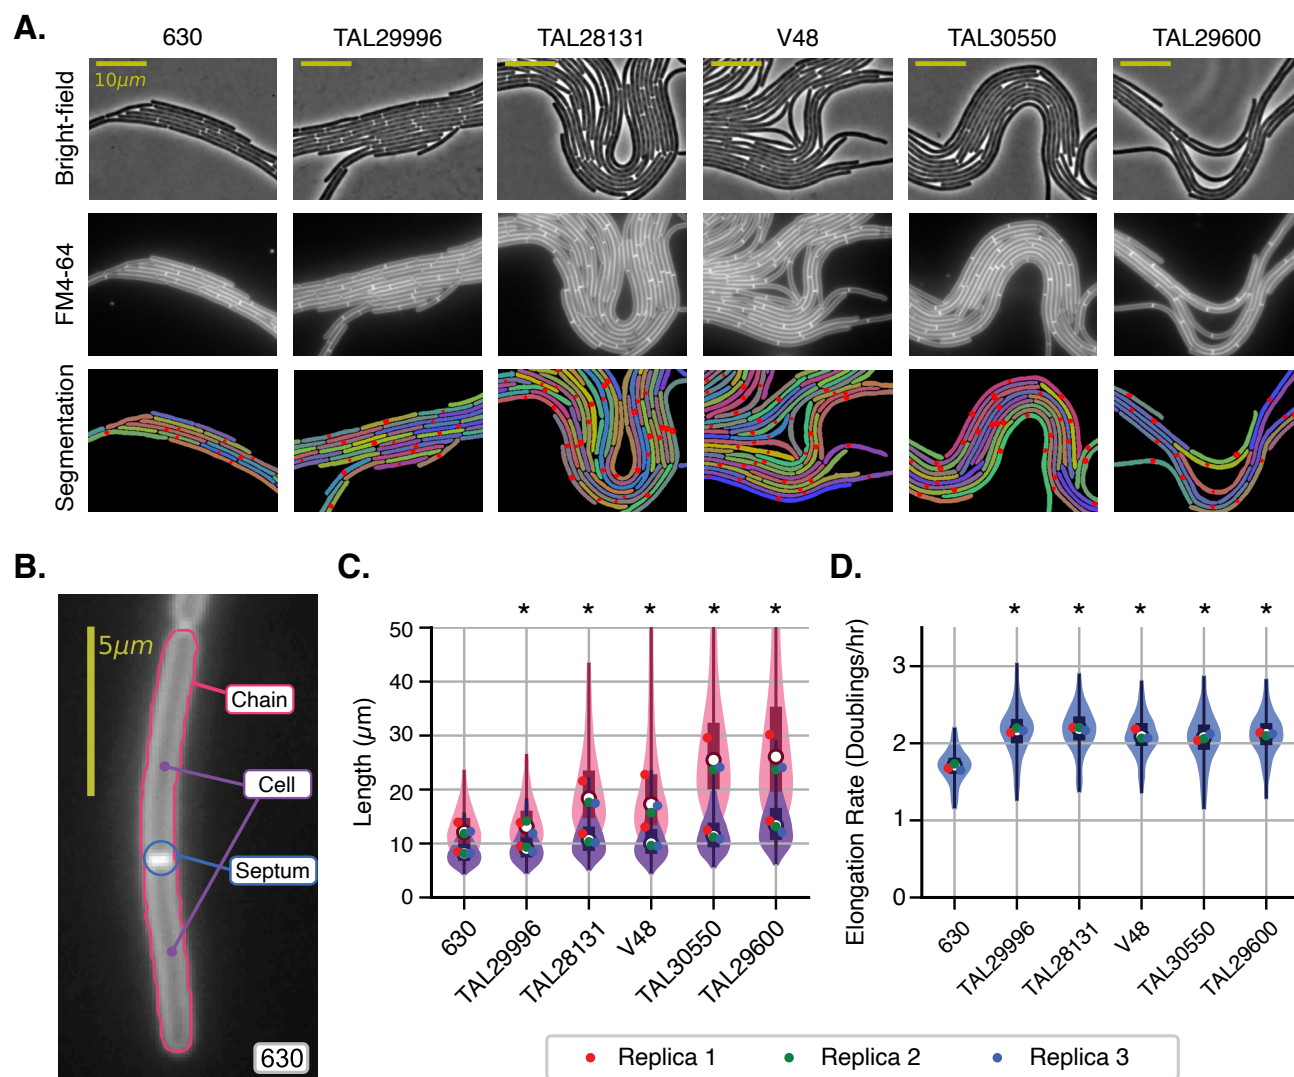 A.
630 TAL29996 TAL28131 V48 TAL30550 TAL29600
Bright-field
10μm
FM4-64
Segmentation
B.
5μm
Chain
Cell
Septum
630
C.
* * * * *
Length (μm)
50
40
30
20
10
0
630 TAL29996 TAL28131 V48 TAL30550 TAL29600
D.
* * * * *
Elongation Rate (Doublings/hr)
3
2
1
0
630 TAL29996 TAL28131 V48 TAL30550 TAL29600
Replica 1 Replica 2 Replica 3